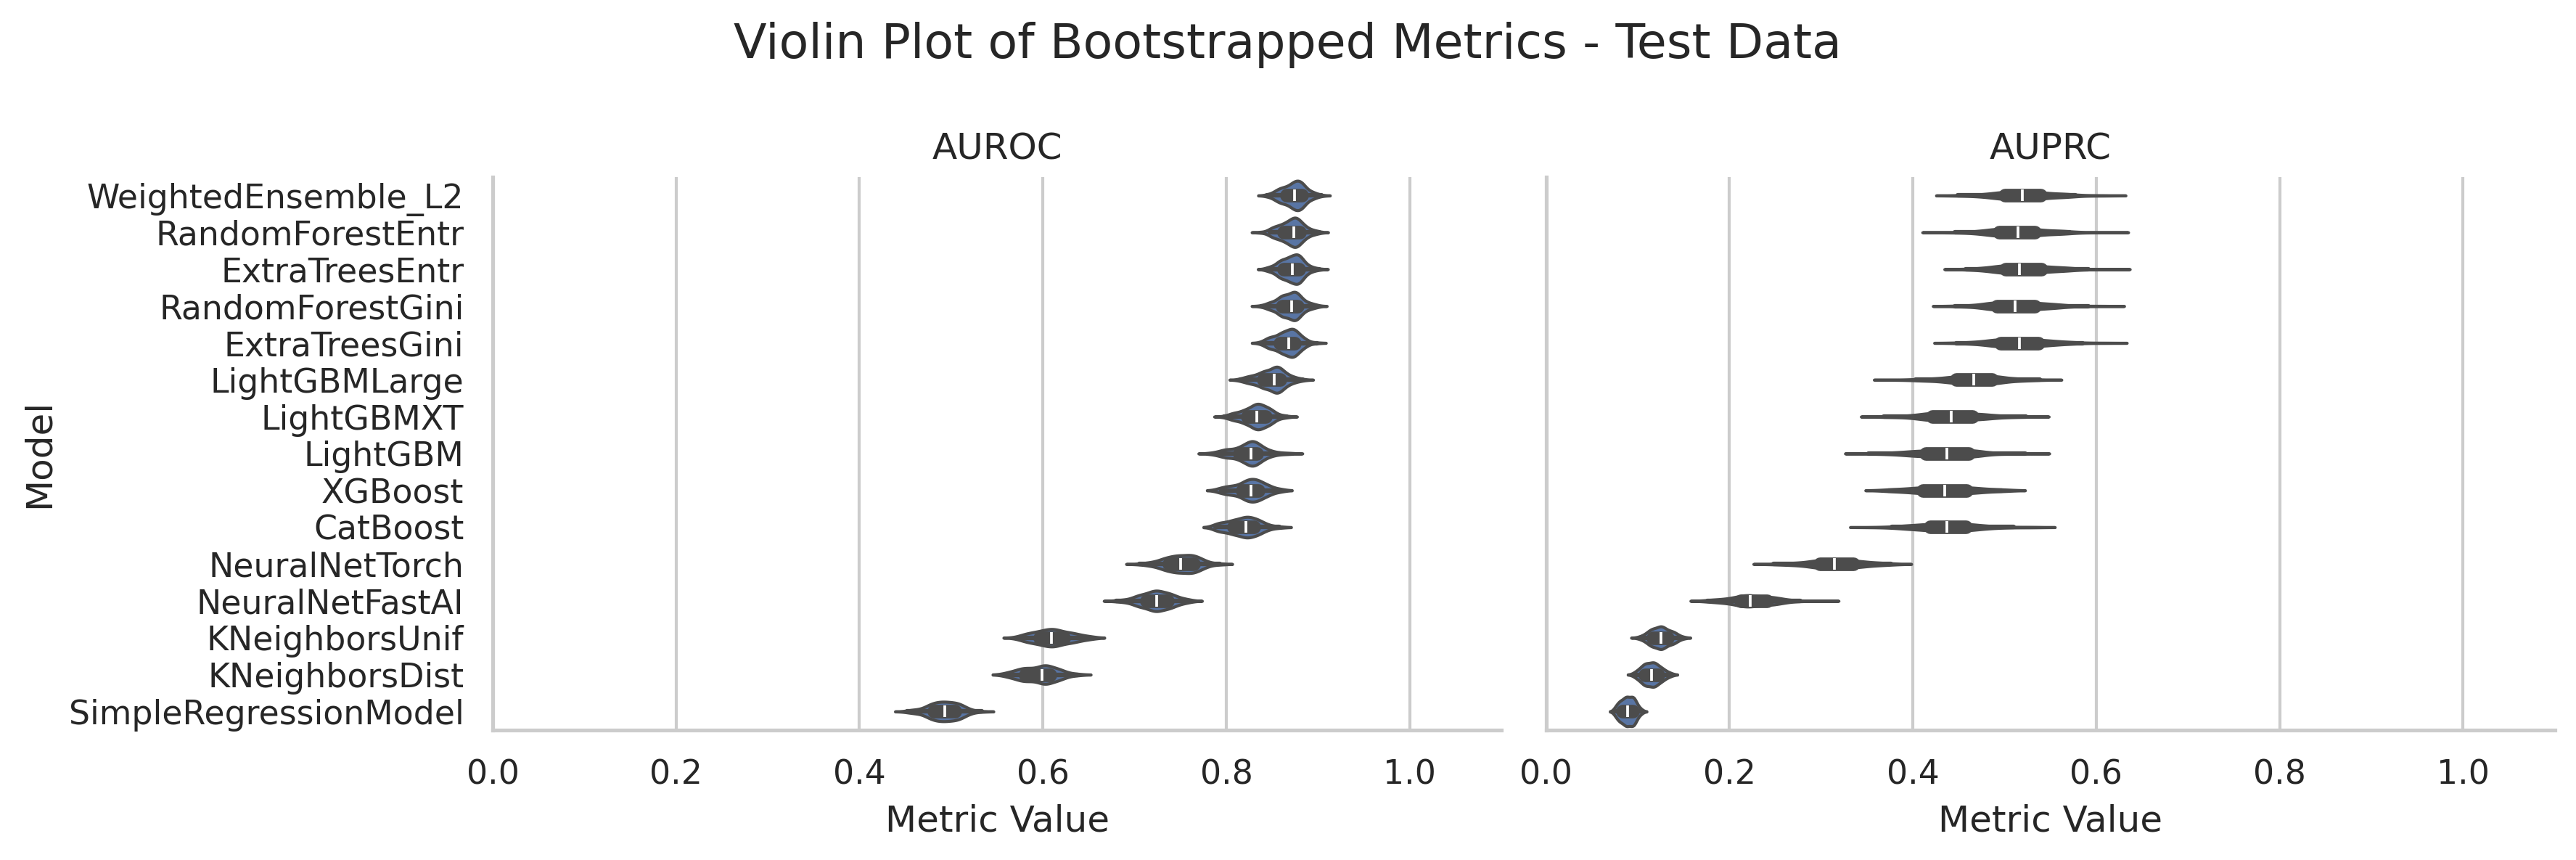 Violin Plot of Bootstrapped Metrics - Test Data
AUROC
AUPRC
Model
WeightedEnsemble_L2
RandomForestEntr
ExtraTreesEntr
RandomForestGini
ExtraTreesGini
LightGBMLarge
LightGBMXT
LightGBM
XGBoost
CatBoost
NeuralNetTorch
NeuralNetFastAI
KNeighborsUnif
KNeighborsDist
SimpleRegressionModel
0.0 0.2 0.4 0.6 0.8 1.0
0.0 0.2 0.4 0.6 0.8 1.0
Metric Value
Metric Value